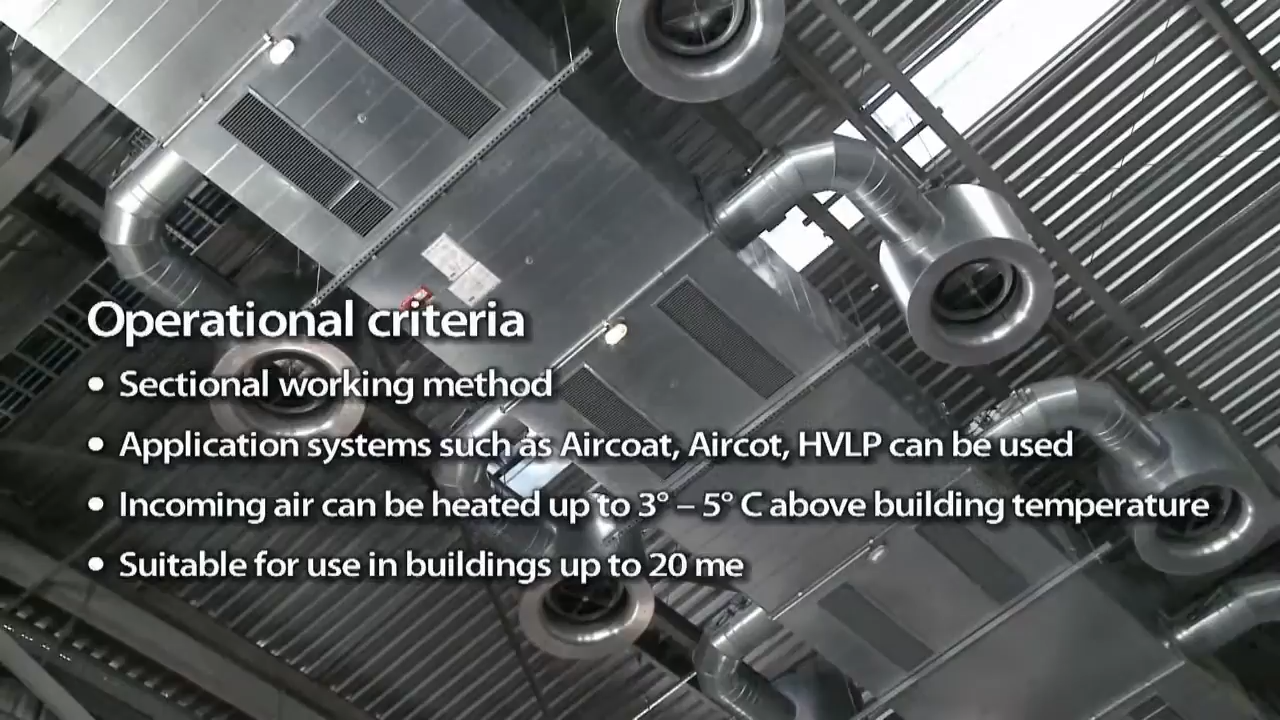 Operational criteria
• Sectional working method
• Application systems such as Aircoat, Aircot, HVLP can be used
• Incoming air can be heated up to 3° – 5° C above building temperature
• Suitable for use in buildings up to 20 me